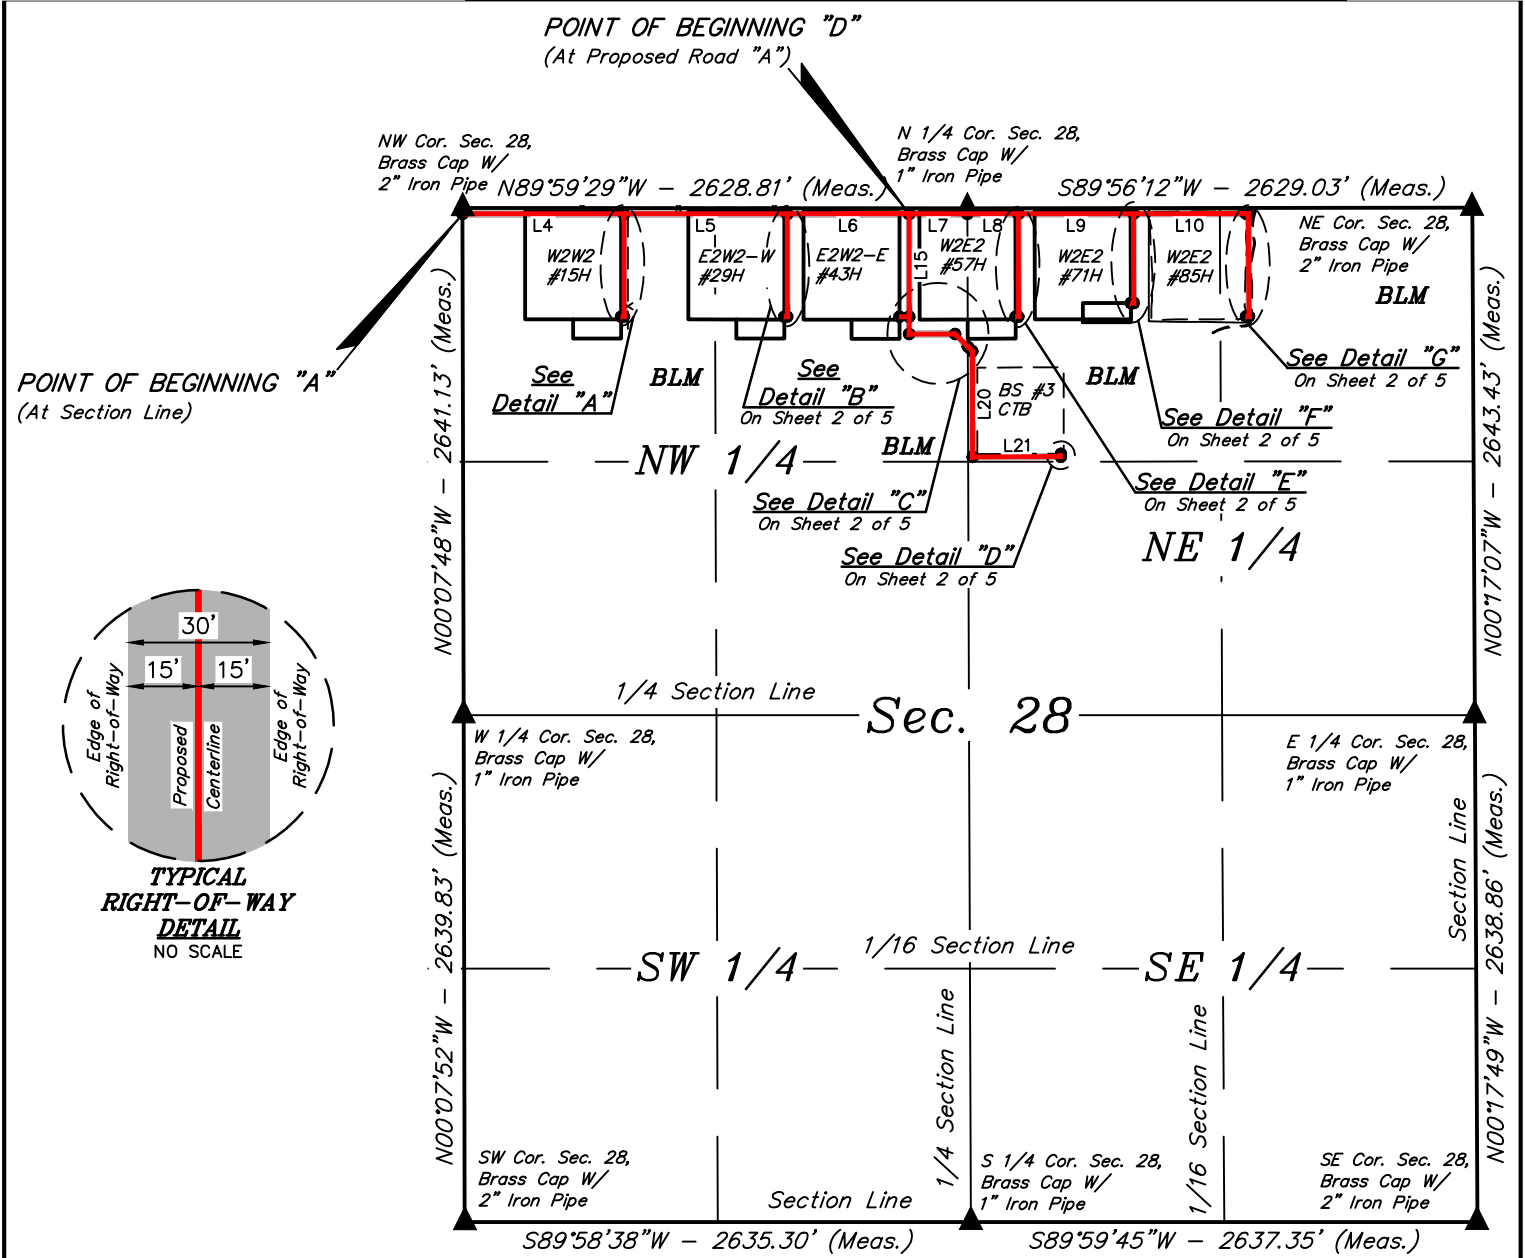 POINT OF BEGINNING "D"
(At Proposed Road "A")
NW Cor. Sec. 28,
Brass Cap W/
2" Iron Pipe
N 1/4 Cor. Sec. 28,
Brass Cap W/
1" Iron Pipe
N89°59'29"W - 2628.81' (Meas.)
S89°56'12"W - 2629.03' (Meas.)
NE Cor. Sec. 28,
Brass Cap W/
2" Iron Pipe
L4
L5
L6
L7
L8
L9
L10
L15
W2W2
#15H
E2W2-W
#29H
E2W2-E
#43H
W2E2
#57H
W2E2
#71H
W2E2
#85H
BLM
POINT OF BEGINNING "A"
(At Section Line)
N00°07'48"W - 2641.13' (Meas.)
N00°17'07"W - 2643.43' (Meas.)
See
Detail "A"
BLM
See
Detail "B"
On Sheet 2 of 5
BLM
L20
BS #3
CTB
L21
BLM
See Detail "G"
On Sheet 2 of 5
See Detail "F"
On Sheet 2 of 5
NW 1/4
See Detail "C"
On Sheet 2 of 5
See Detail "E"
On Sheet 2 of 5
See Detail "D"
On Sheet 2 of 5
NE 1/4
30'
15'
15'
Edge of
Right-of-Way
Proposed
Centerline
Edge of
Right-of-Way
TYPICAL
RIGHT-OF-WAY
DETAIL
NO SCALE
1/4 Section Line
Sec. 28
W 1/4 Cor. Sec. 28,
Brass Cap W/
1" Iron Pipe
E 1/4 Cor. Sec. 28,
Brass Cap W/
1" Iron Pipe
N00°07'52"W - 2639.83' (Meas.)
Section Line
N00°17'49"W - 2638.86' (Meas.)
1/16 Section Line
SW 1/4
SE 1/4
1/4 Section Line
1/16 Section Line
SW Cor. Sec. 28,
Brass Cap W/
2" Iron Pipe
Section Line
S 1/4 Cor. Sec. 28,
Brass Cap W/
1" Iron Pipe
SE Cor. Sec. 28,
Brass Cap W/
2" Iron Pipe
S89°58'38"W - 2635.30' (Meas.)
S89°59'45"W - 2637.35' (Meas.)